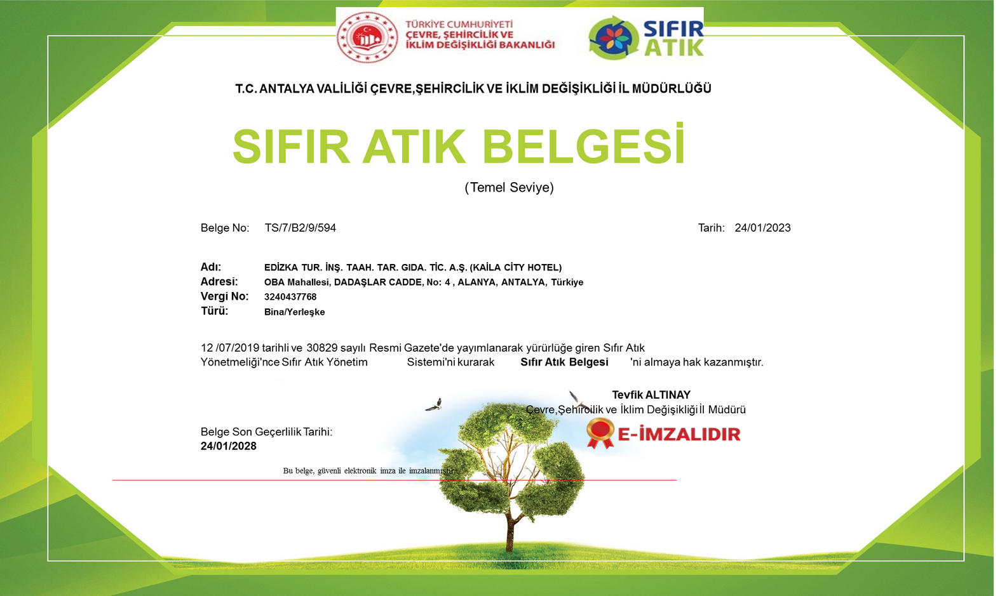 TÜRKİYE CUMHURİYETİ
ÇEVRE, ŞEHİRCİLİK VE
İKLİM DEĞİŞİKLİĞİ BAKANLIĞI
SIFIR
ATIK
T.C. ANTALYA VALİLİĞİ ÇEVRE,ŞEHİRCİLİK VE İKLİM DEĞİŞİKLİĞİ İL MÜDÜRLÜĞÜ
SIFIR ATIK BELGESİ
(Temel Seviye)
Belge No: TS/7/B2/9/594 Tarih: 24/01/2023
Adı: EDİZKA TUR. İNŞ. TAAH. TAR. GIDA. TİC. A.Ş. (KAİLA CİTY HOTEL)
Adresi: OBA Mahallesi, DADAŞLAR CADDE, No: 4 , ALANYA, ANTALYA, Türkiye
Vergi No: 3240437768
Türü: Bina/Yerleşke
12 /07/2019 tarihli ve 30829 sayılı Resmi Gazete'de yayımlanarak yürürlüğe giren Sıfır Atık
Yönetmeliği'nce Sıfır Atık Yönetim Sistemi'ni kurarak Sıfır Atık Belgesi 'ni almaya hak kazanmıştır.
Tevfik ALTINAY
Çevre,Şehircilik ve İklim Değişikliği İl Müdürü
E-İMZALIDIR
Belge Son Geçerlilik Tarihi:
24/01/2028
Bu belge, güvenli elektronik imza ile imzalanmıştır.